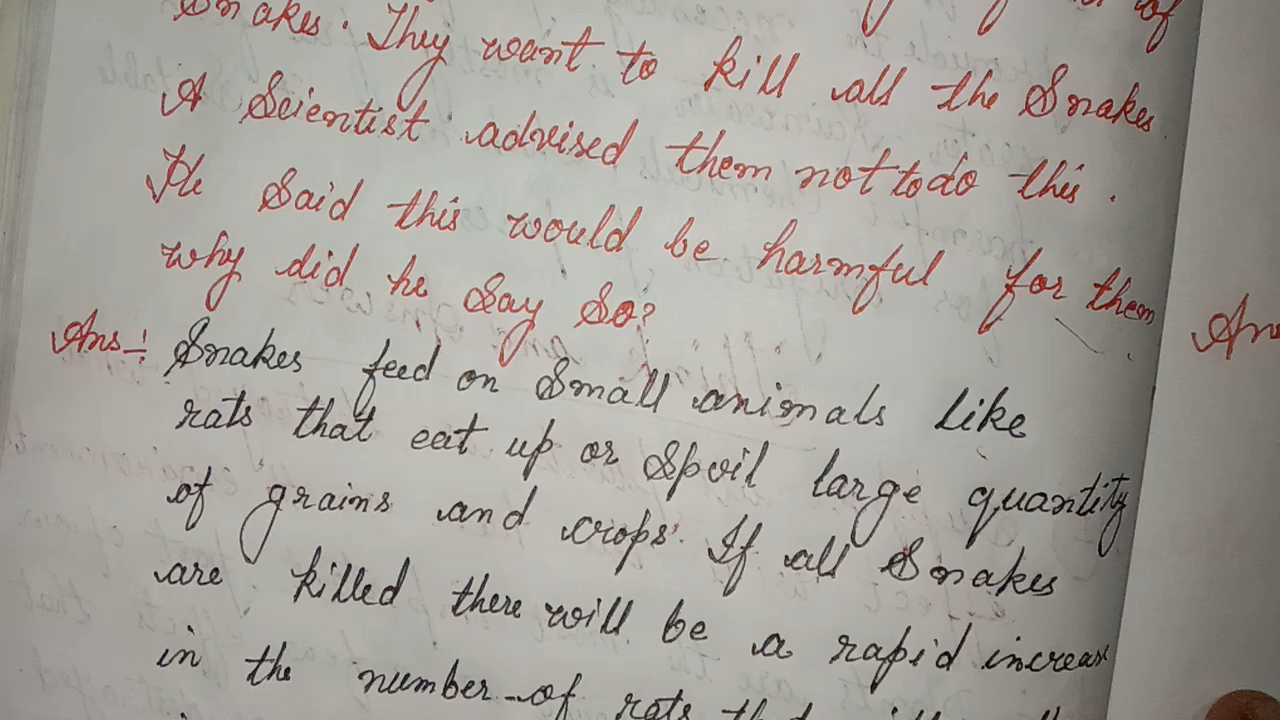 Snakes. They want to kill all the Snakes.
A Scientist advised them not to do this.
He Said this would be harmful for them
why did he Say So?
Ans:- Snakes feed on Small animals like
rats that eat up or Spoil large quantity
of grains and crops. If all Snakes
are killed there will be a rapid increase
in the number of rats
Ans